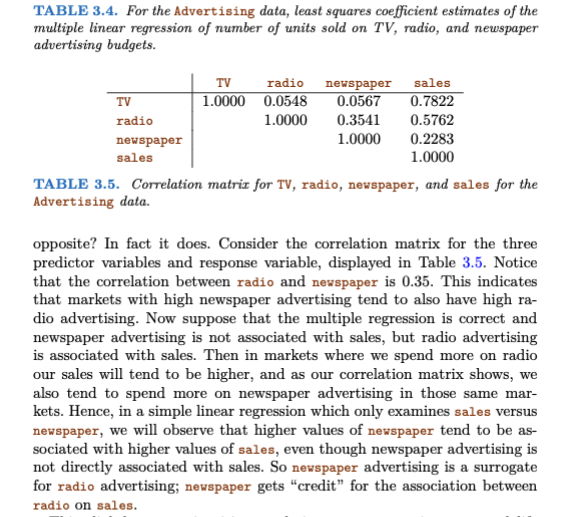 TABLE 3.4. For the Advertising data, least squares coefficient estimates of the
multiple linear regression of number of units sold on TV, radio, and newspaper
advertising budgets.
TV radio newspaper sales
TV 1.0000 0.0548 0.0567 0.7822
radio 1.0000 0.3541 0.5762
newspaper 1.0000 0.2283
sales 1.0000
TABLE 3.5. Correlation matrix for TV, radio, newspaper, and sales for the
Advertising data.
opposite? In fact it does. Consider the correlation matrix for the three
predictor variables and response variable, displayed in Table 3.5. Notice
that the correlation between radio and newspaper is 0.35. This indicates
that markets with high newspaper advertising tend to also have high ra-
dio advertising. Now suppose that the multiple regression is correct and
newspaper advertising is not associated with sales, but radio advertising
is associated with sales. Then in markets where we spend more on radio
our sales will tend to be higher, and as our correlation matrix shows, we
also tend to spend more on newspaper advertising in those same mar-
kets. Hence, in a simple linear regression which only examines sales versus
newspaper, we will observe that higher values of newspaper tend to be as-
sociated with higher values of sales, even though newspaper advertising is
not directly associated with sales. So newspaper advertising is a surrogate
for radio advertising; newspaper gets “credit” for the association between
radio on sales.